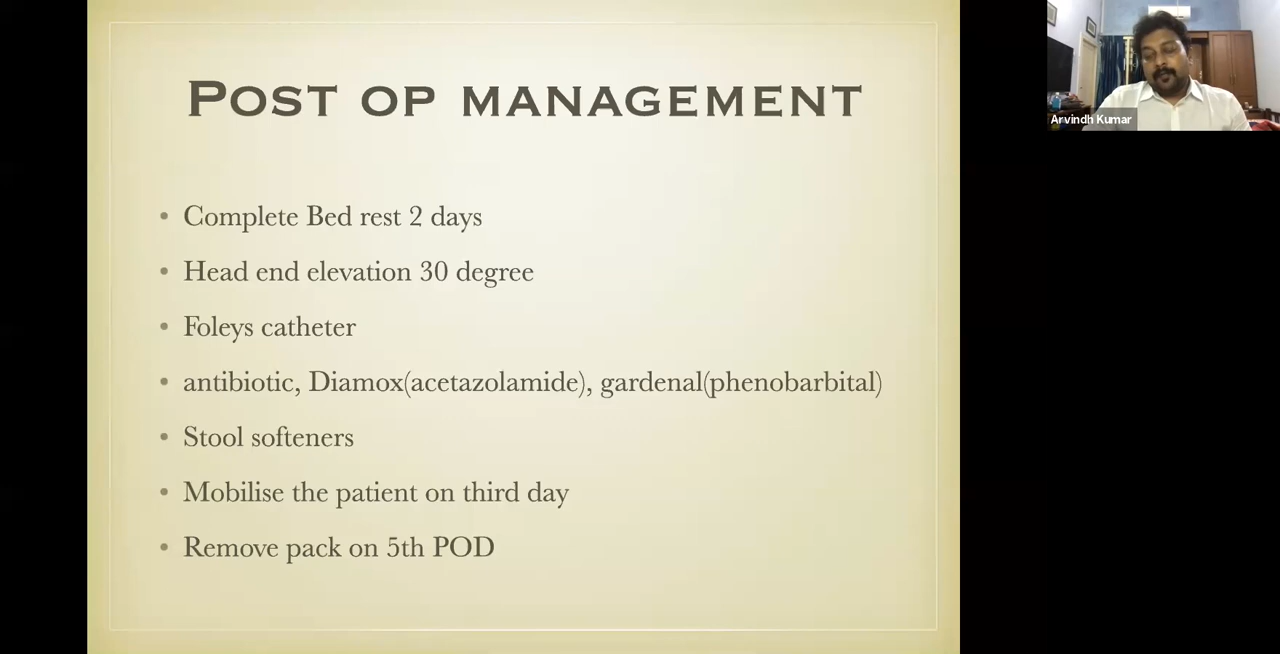 Post op management
• Complete Bed rest 2 days
• Head end elevation 30 degree
• Foleys catheter
• antibiotic, Diamox(acetazolamide), gardenal(phenobarbital)
• Stool softeners
• Mobilise the patient on third day
• Remove pack on 5th POD
Arvindh Kumar